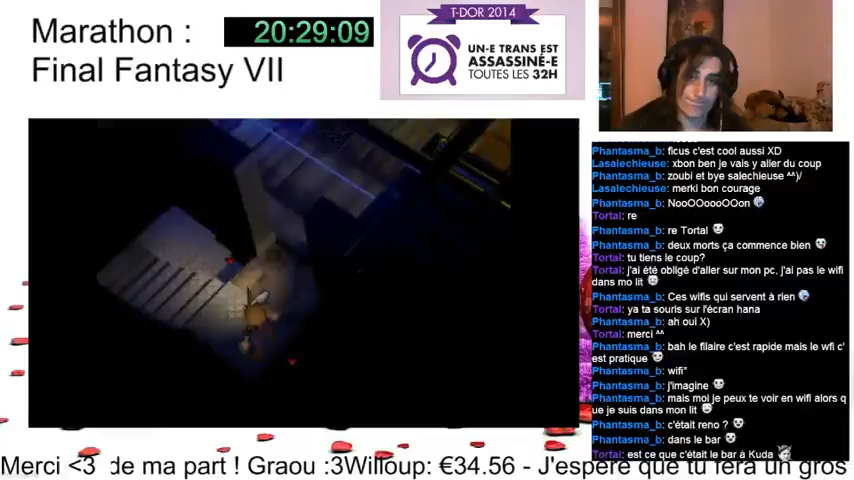 Marathon :
Final Fantasy VII
20:29:09
T-DOR 2014
UN-E TRANS EST
ASSASSINÉ-E
TOUTES LES 32H
Phantasma_b: ficus c'est cool aussi XD
Lasalechieuse: xbon ben je vais y aller du coup
Phantasma_b: zoubi et bye salechieuse ^^)/
Lasalechieuse: merki bon courage
Phantasma_b: NooOOoooOOon
Tortal: re
Phantasma_b: re Tortal
Phantasma_b: deux morts ça commence bien
Tortal: tu tiens le coup?
Tortal: j'ai été obligé d'aller sur mon pc. j'ai pas le wifi
dans mo lit
Phantasma_b: Ces wifis qui servent à rien
Tortal: ya ta souris sur l'écran hana
Phantasma_b: ah oui X)
Tortal: merci ^^
Phantasma_b: bah le filaire c'est rapide mais le wfi c'
est pratique
Phantasma_b: wifi*
Phantasma_b: j'imagine
Phantasma_b: mais moi je peux te voir en wifi alors q
ue je suis dans mon lit
Phantasma_b: c'était reno ?
Phantasma_b: dans le bar
Tortal: est ce que c'était le bar à Kuda
Merci <3 de ma part ! Graou :3Willoup: €34.56 - J'espère que tu fera un gros